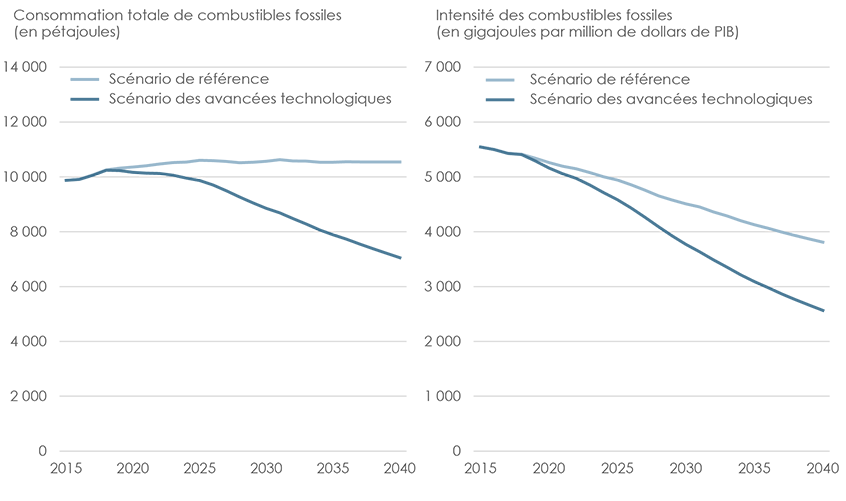 Consommation totale de combustibles fossiles
(en pétajoules)
14 000
12 000
10 000
8 000
6 000
4 000
2 000
0
Scénario de référence
Scénario des avancées technologiques
2015 2020 2025 2030 2035 2040
Intensité des combustibles fossiles
(en gigajoules par million de dollars de PIB)
7 000
6 000
5 000
4 000
3 000
2 000
1 000
0
Scénario de référence
Scénario des avancées technologiques
2015 2020 2025 2030 2035 2040